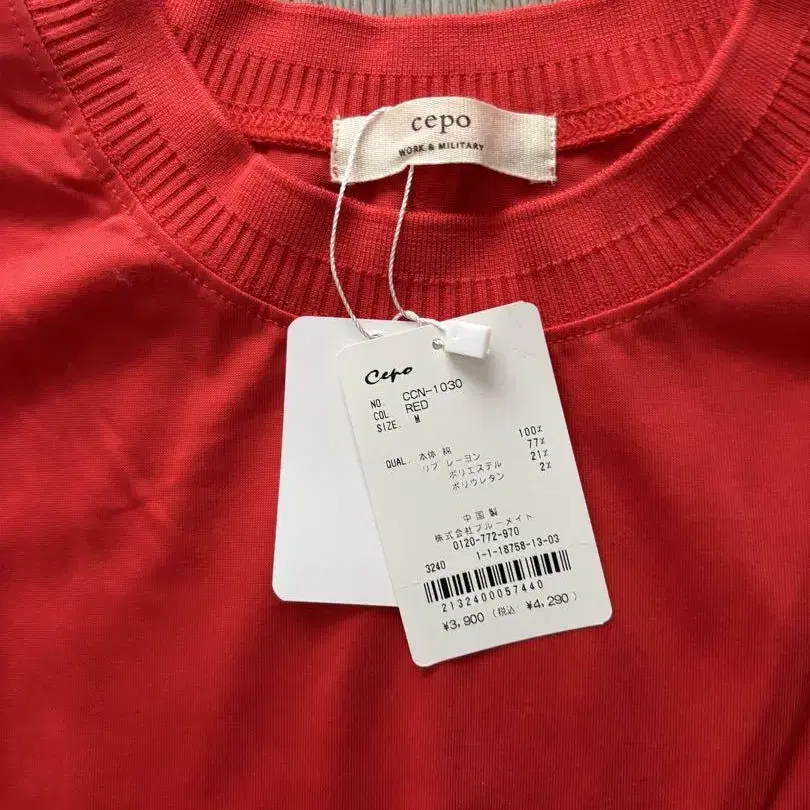 cepo
WORK & MILITARY
Cepo
NO. CCN-1030
COL. RED
SIZE. M
QUAL. 本体 綿 100%
リブ レーヨン 77%
ポリエステル 21%
ポリウレタン 2%
中国製
株式会社ブルーメイト
0120-772-970
3240 1-1-18758-13-03
2132400057440
¥3,900 (税込 ¥4,290)